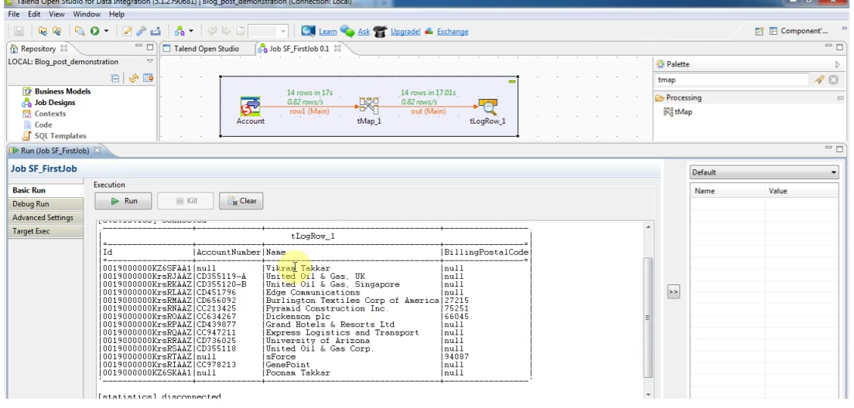 Talend Open Studio for Data Integration (5.1.2.r90681) | Blog_post_demonstration (Connection: Local)
File Edit View Window Help
Learn Ask Upgrade! Exchange Component'...
Repository Talend Open Studio Job SF_FirstJob 0.1 Palette
LOCAL: Blog_post_demonstration
tmap
Business Models
Job Designs
Contexts
Code
SQL Templates
14 rows in 17s
0.82 rows/s
row1 (Main)
14 rows in 17.01s
0.82 rows/s
out (Main)
Account tMap_1 tLogRow_1
Processing
tMap
Run (Job SF_FirstJob)
Job SF_FirstJob
Default
Basic Run
Debug Run
Advanced Settings
Target Exec
Execution
Run Kill Clear
Name Value
[statistics] connected
tLogRow_1
Id |AccountNumber|Name |BillingPostalCode
0019000000KZ6SFAA1|null |Vikram Takkar |null
0019000000KrsRJAAZ|CD355119-A |United Oil & Gas, UK |null
0019000000KrsRKAAZ|CD355120-B |United Oil & Gas, Singapore |null
0019000000KrsRLAAZ|CD451796 |Edge Communications |null
0019000000KrsRMAAZ|CD656092 |Burlington Textiles Corp of America|27215
0019000000KrsRNAAZ|CC213425 |Pyramid Construction Inc. |75251
0019000000KrsROAAZ|CC634267 |Dickenson plc |66045
0019000000KrsRPAAZ|CD439877 |Grand Hotels & Resorts Ltd |null
0019000000KrsRQAAZ|CC947211 |Express Logistics and Transport |null
0019000000KrsRRAAZ|CD736025 |University of Arizona |null
0019000000KrsRSAAZ|CD355118 |United Oil & Gas Corp. |null
0019000000KrsRTAAZ|null |sForce |94087
0019000000KrsRIAAZ|CC978213 |GenePoint |null
0019000000KZ6SKAA1|null |Poonam Takkar |null
[statistics] disconnected